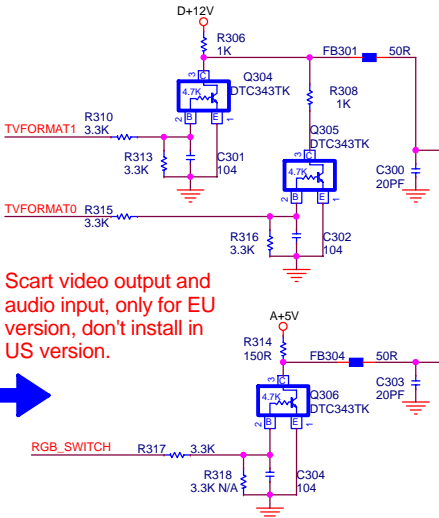 D+12V
R306
1K
FB301
50R
3
C
Q304
DTC343TK
4.7K
B
E
2
1
R308
1K
R310
TVFORMAT1
3.3K
R313
3.3K
C301
104
Q305
3
C
DTC343TK
4.7K
B
E
2
1
C300
20PF
TVFORMAT0
R315
3.3K
R316
3.3K
C302
104
Scart video output and
audio input, only for EU
version, don't install in
US version.
A+5V
R314
150R
FB304
50R
3
C
Q306
DTC343TK
4.7K
B
E
2
1
C303
20PF
RGB_SWITCH
R317
3.3K
R318
3.3K N/A
C304
104